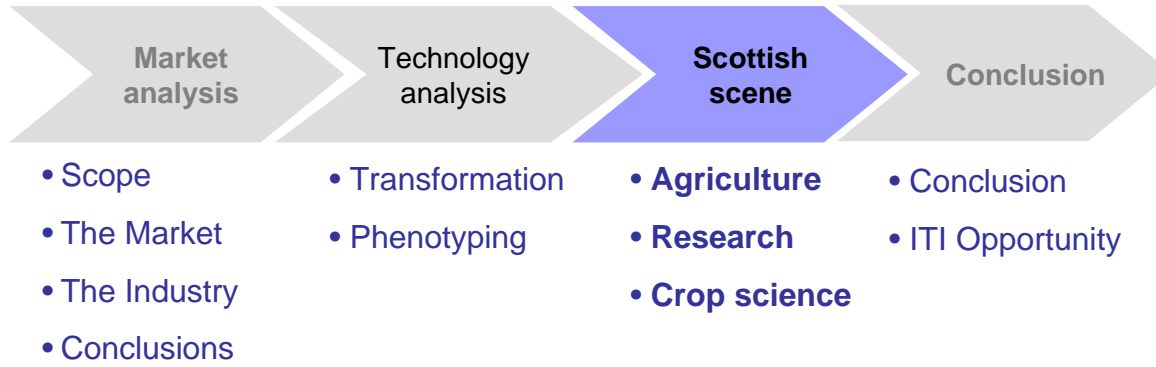 Market
analysis
Technology
analysis
Scottish
scene
Conclusion
• Scope
• The Market
• The Industry
• Conclusions
• Transformation
• Phenotyping
• Agriculture
• Research
• Crop science
• Conclusion
• ITI Opportunity